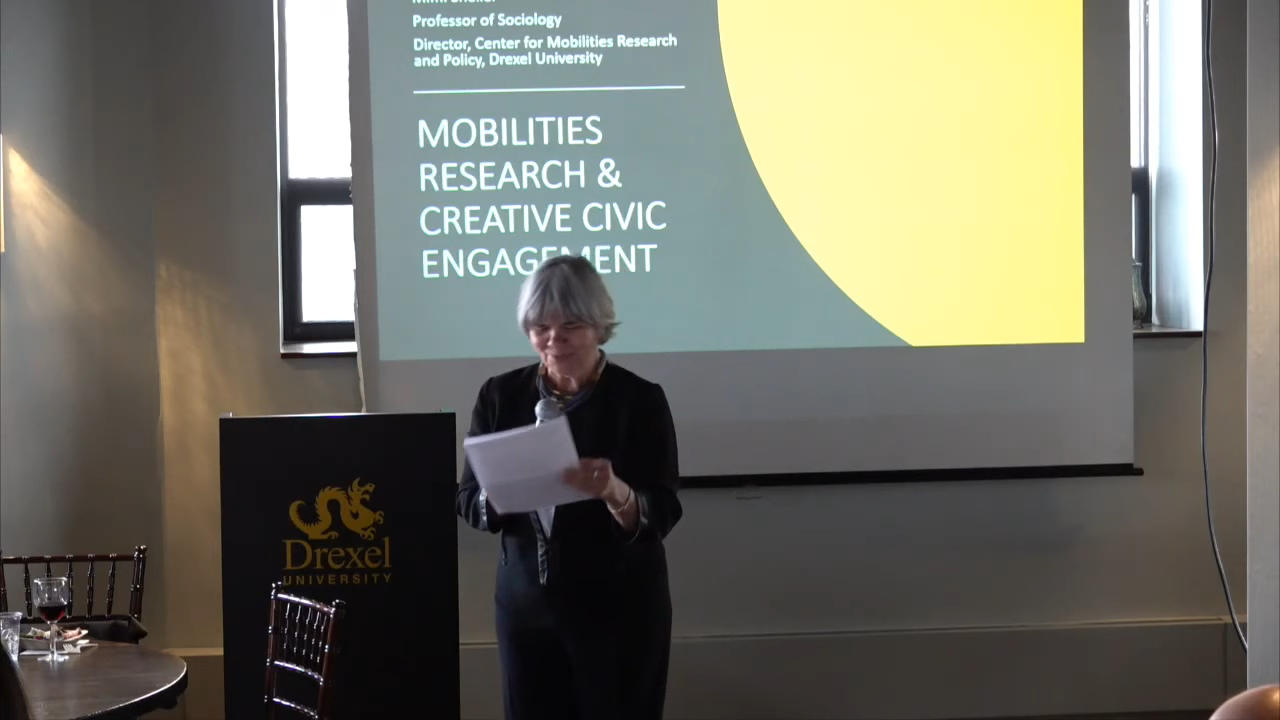 Professor of Sociology
Director, Center for Mobilities Research
and Policy, Drexel University
MOBILITIES
RESEARCH &
CREATIVE CIVIC
ENGAGEMENT
Drexel
UNIVERSITY